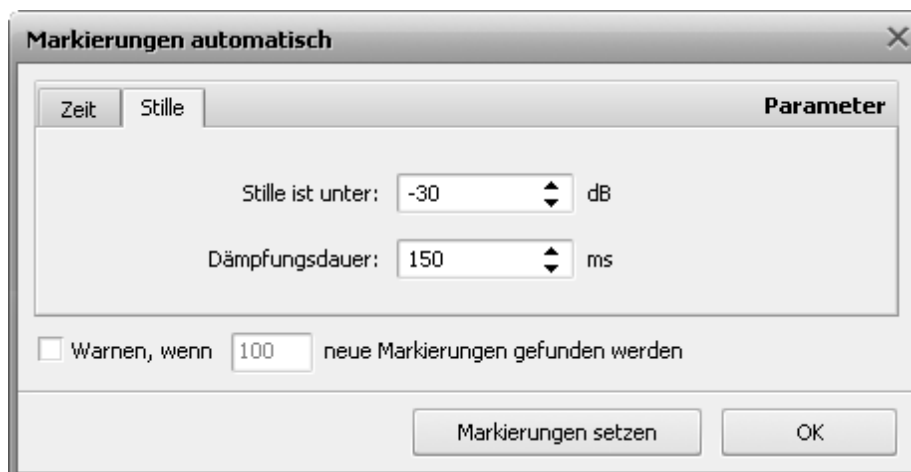 Markierungen automatisch
Zeit Stille Parameter
Stille ist unter: -30 dB
Dämpfungsdauer: 150 ms
Warnen, wenn 100 neue Markierungen gefunden werden
Markierungen setzen OK